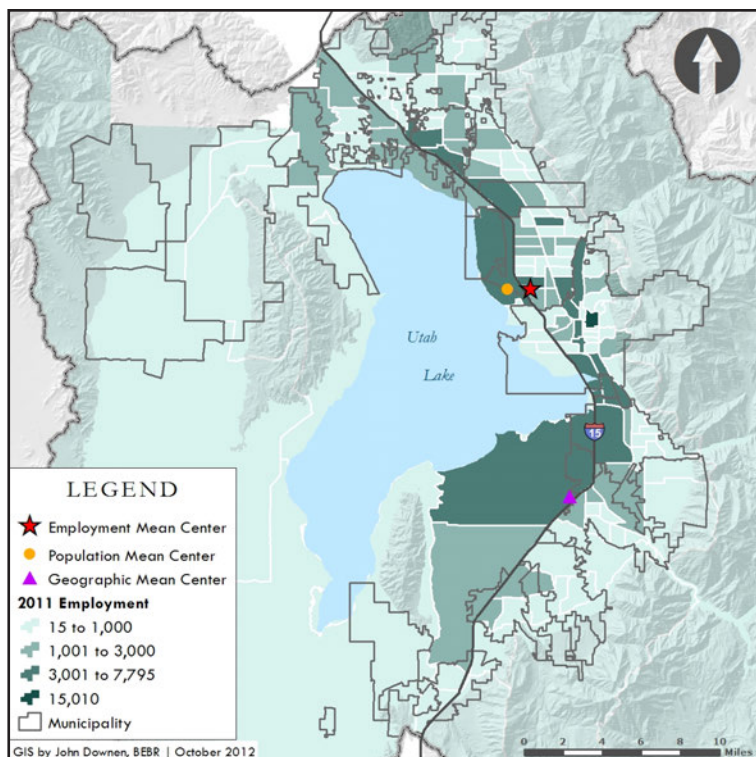 Utah
Lake
15
LEGEND
Employment Mean Center
Population Mean Center
Geographic Mean Center
2011 Employment
15 to 1,000
1,001 to 3,000
3,001 to 7,795
15,010
Municipality
GIS by John Downen, BEBR | October 2012
0 2 4 6 8 10
Miles